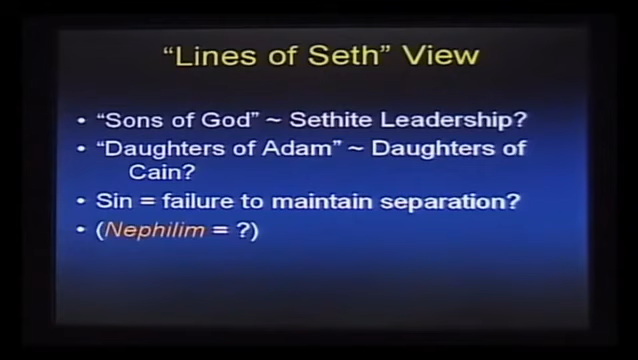 “Lines of Seth” View
• “Sons of God” ~ Sethite Leadership?
• “Daughters of Adam” ~ Daughters of
Cain?
• Sin = failure to maintain separation?
• (Nephilim = ?)